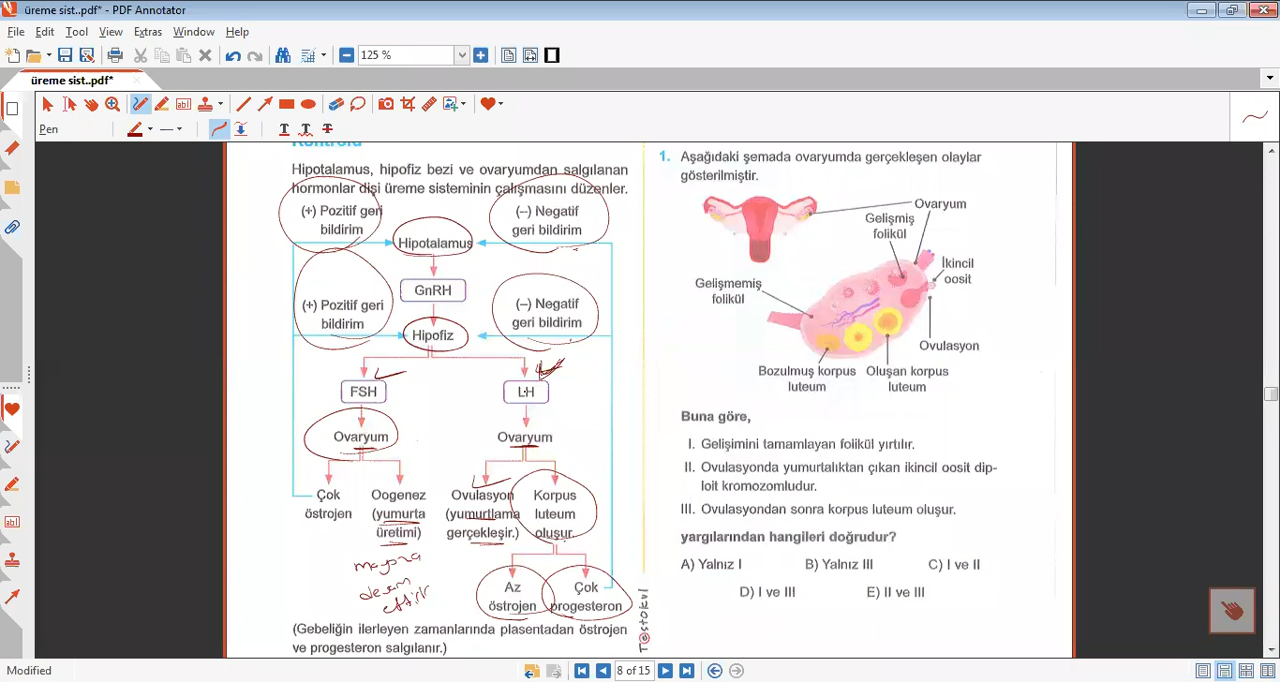 üreme sist..pdf* - PDF Annotator
File Edit Tool View Extras Window Help
125 %
üreme sist..pdf*
Pen
Kontrolü
Hipotalamus, hipofiz bezi ve ovaryumdan salgılanan
hormonlar dişi üreme sisteminin çalışmasını düzenler.
(+) Pozitif geri
bildirim
(–) Negatif
geri bildirim
Hipotalamus
GnRH
(+) Pozitif geri
bildirim
(–) Negatif
geri bildirim
Hipofiz
FSH
LH
Ovaryum
Ovaryum
Çok
östrojen
Oogenez
(yumurta
üretimi)
Ovulasyon
(yumurtlama
gerçekleşir.)
Korpus
luteum
oluşur.
devam
ettirir
Az
östrojen
Çok
progesteron
(Gebeliğin ilerleyen zamanlarında plasentadan östrojen
ve progesteron salgılanır.)
Testokul
1. Aşağıdaki şemada ovaryumda gerçekleşen olaylar
gösterilmiştir.
Ovaryum
Gelişmiş
folikül
İkincil
oosit
Gelişmemiş
folikül
Ovulasyon
Bozulmuş korpus
luteum
Oluşan korpus
luteum
Buna göre,
I. Gelişimini tamamlayan folikül yırtılır.
II. Ovulasyonda yumurtalıktan çıkan ikincil oosit dip-
loit kromozomludur.
III. Ovulasyondan sonra korpus luteum oluşur.
yargılarından hangileri doğrudur?
A) Yalnız I B) Yalnız III C) I ve II
D) I ve III E) II ve III
Modified
8 of 15